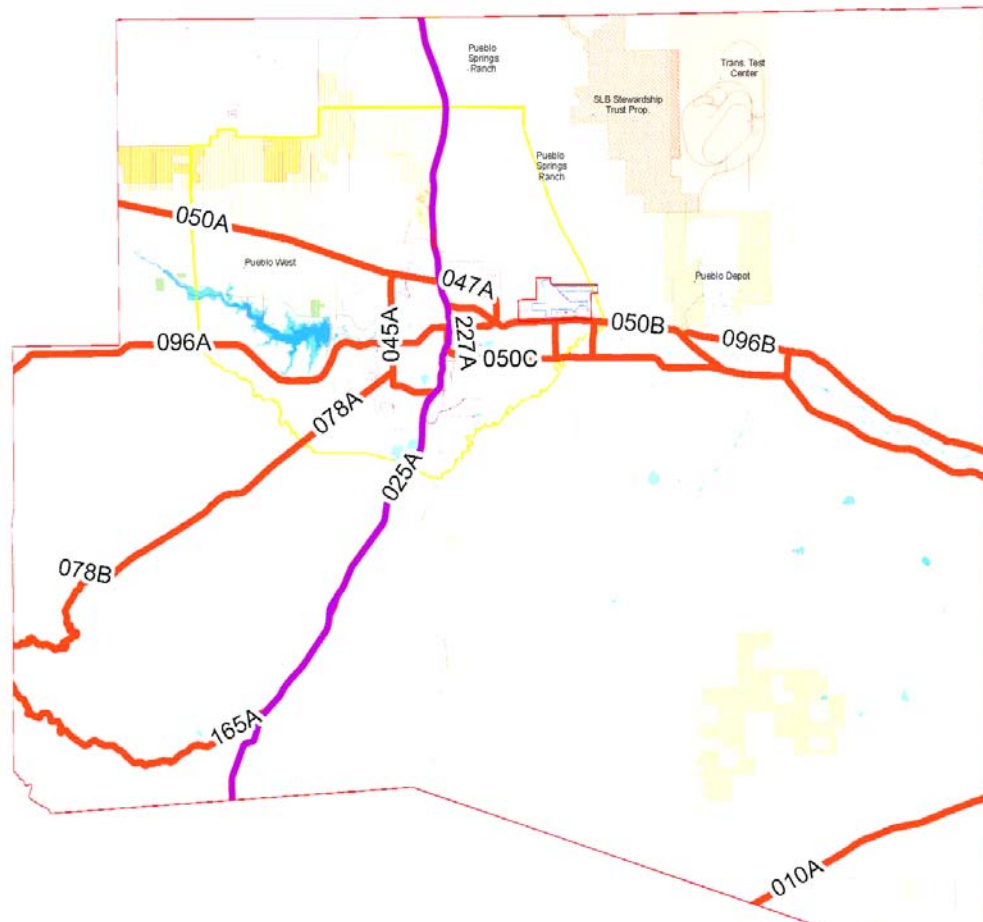 Pueblo
Springs
Ranch
Trans. Test
Center
SLB Stewardship
Trust Prop.
Pueblo
Springs
Ranch
050A
Pueblo West
047A
Pueblo Depot
045A
227A
050B
096A
050C
096B
078A
025A
078B
165A
010A